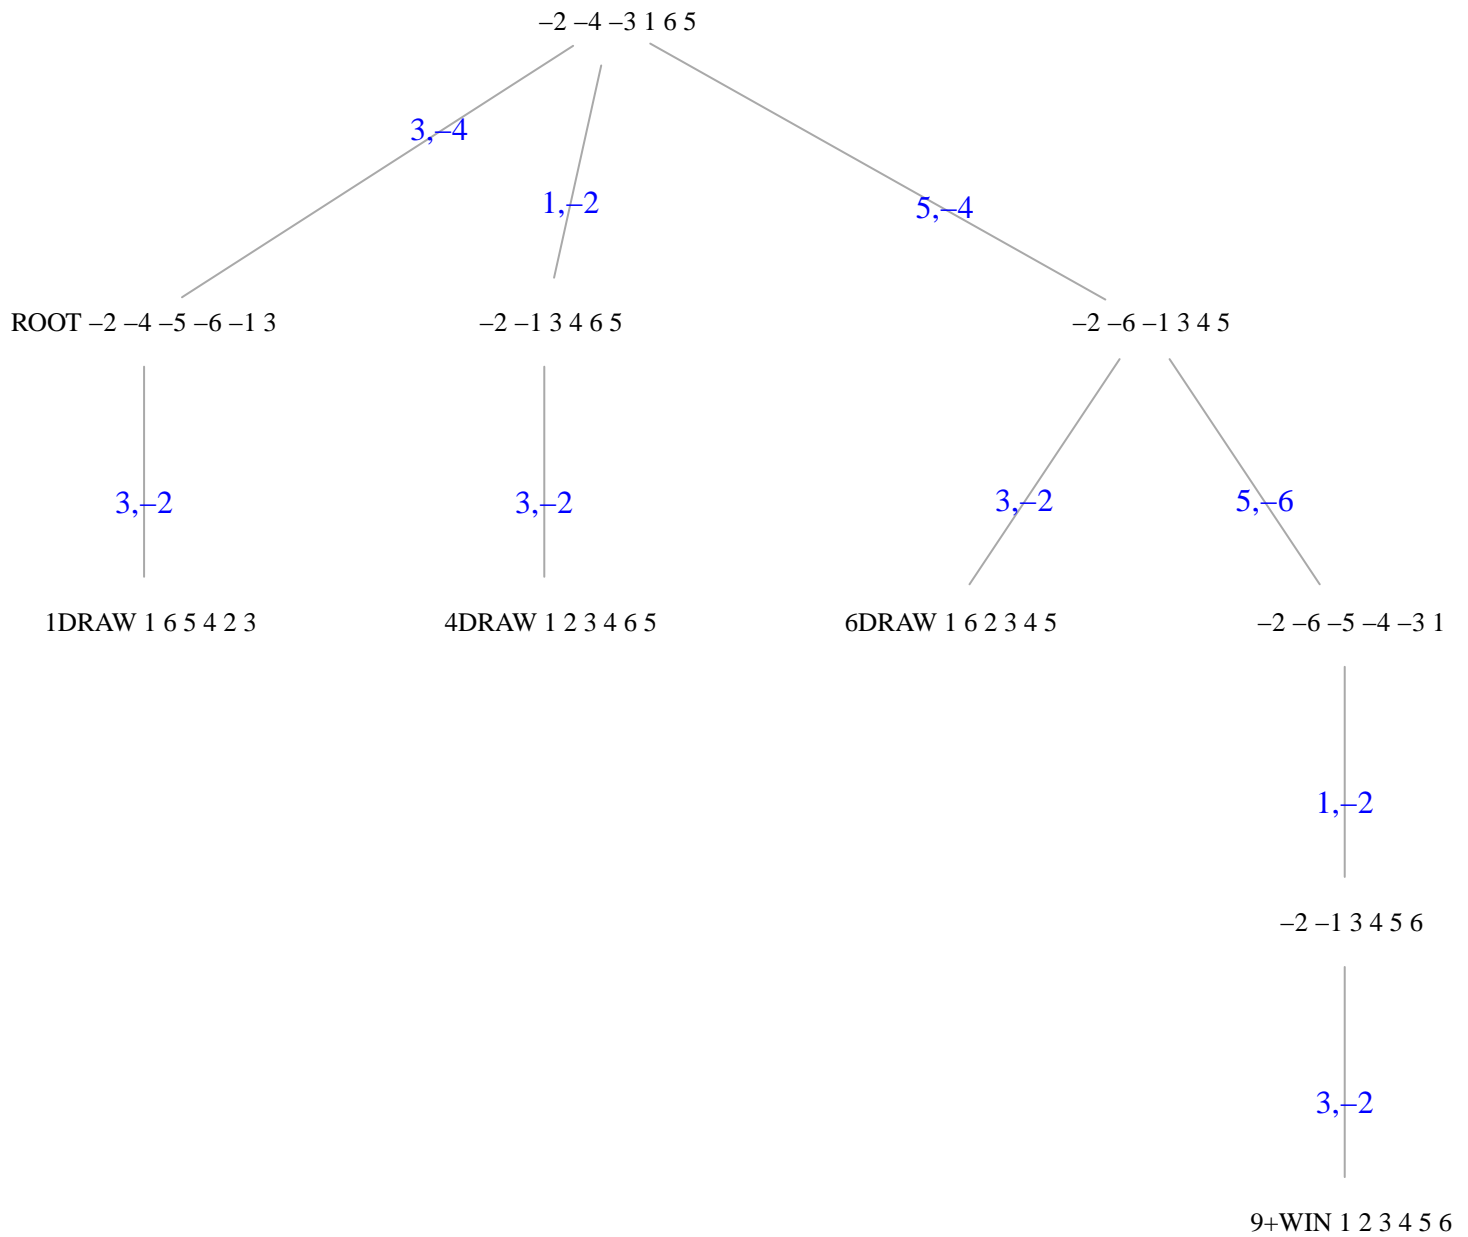 –2 –4 –3 1 6 5
3,–4
1,–2
5,–4
ROOT –2 –4 –5 –6 –1 3
–2 –1 3 4 6 5
–2 –6 –1 3 4 5
3,–2
3,–2
3,–2
5,–6
1DRAW 1 6 5 4 2 3
4DRAW 1 2 3 4 6 5
6DRAW 1 6 2 3 4 5
–2 –6 –5 –4 –3 1
1,–2
–2 –1 3 4 5 6
3,–2
9+WIN 1 2 3 4 5 6